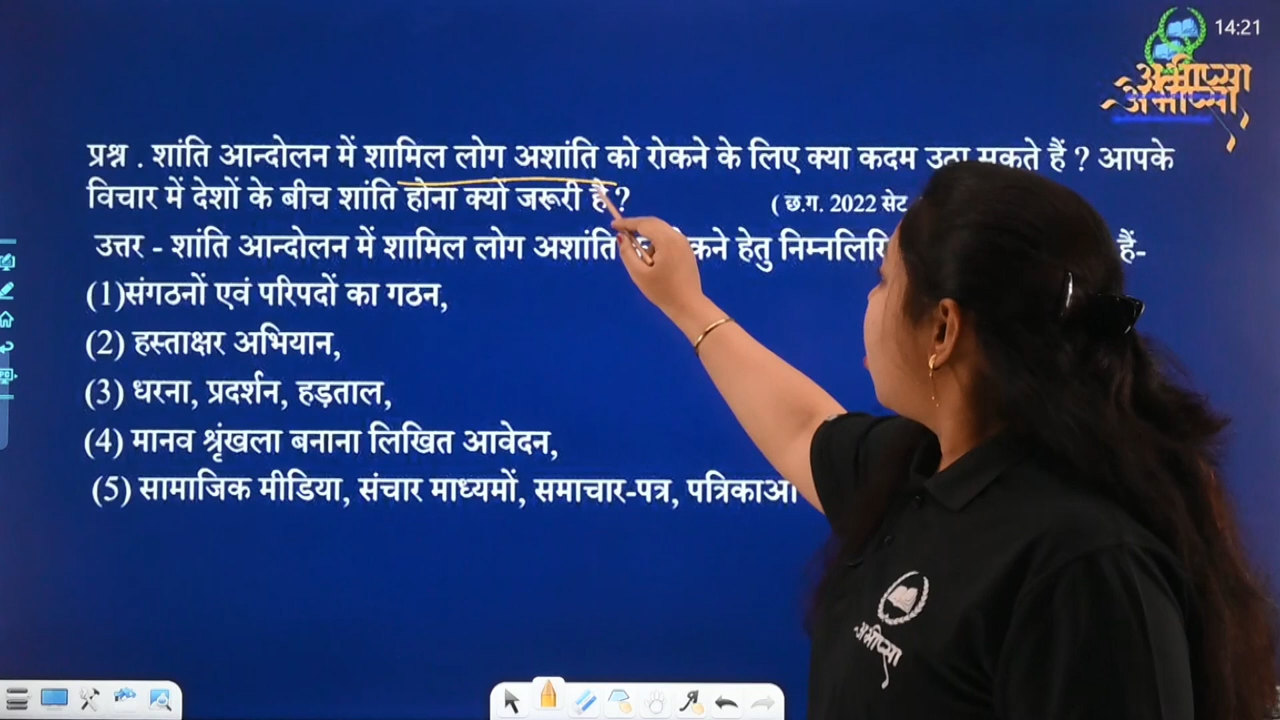 14:21
अभीप्सा
अभीप्सा
प्रश्न . शांति आन्दोलन में शामिल लोग अशांति को रोकने के लिए क्या कदम उठा सकते हैं ? आपके
विचार में देशों के बीच शांति होना क्यों जरूरी है ?
( छ.ग. 2022 सेट
उत्तर - शांति आन्दोलन में शामिल लोग अशांति रोकने हेतु हैं-
(1)संगठनों एवं परिपदों का गठन,
(2) हस्ताक्षर अभियान,
(3) धरना, प्रदर्शन, हड़ताल,
(4) मानव श्रृंखला बनाना लिखित आवेदन,
(5) सामाजिक मीडिया, संचार माध्यमों, समाचार-पत्र, पत्रिकाओं
अभीप्सा